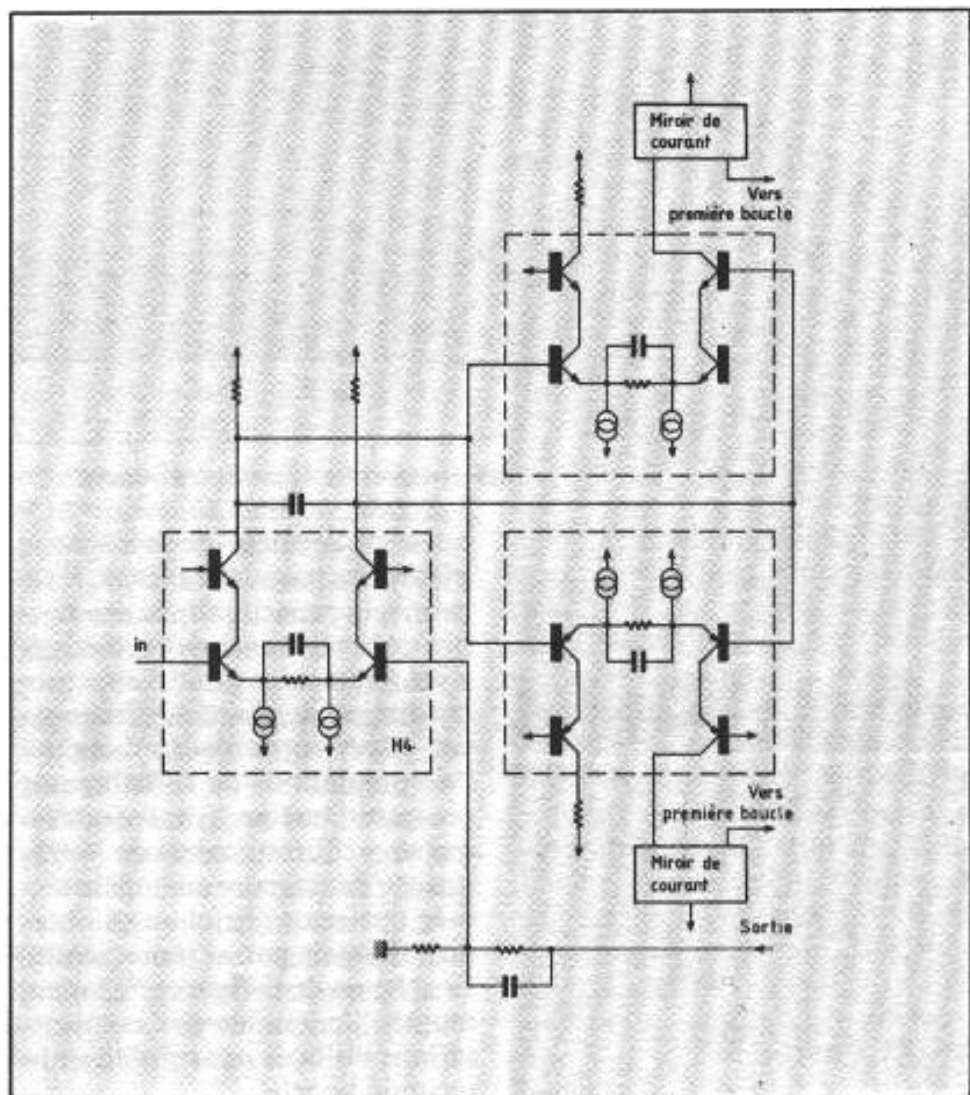 Miroir de
courant
Vers
première boucle
in
H4
Vers
première boucle
Miroir de
courant
Sortie